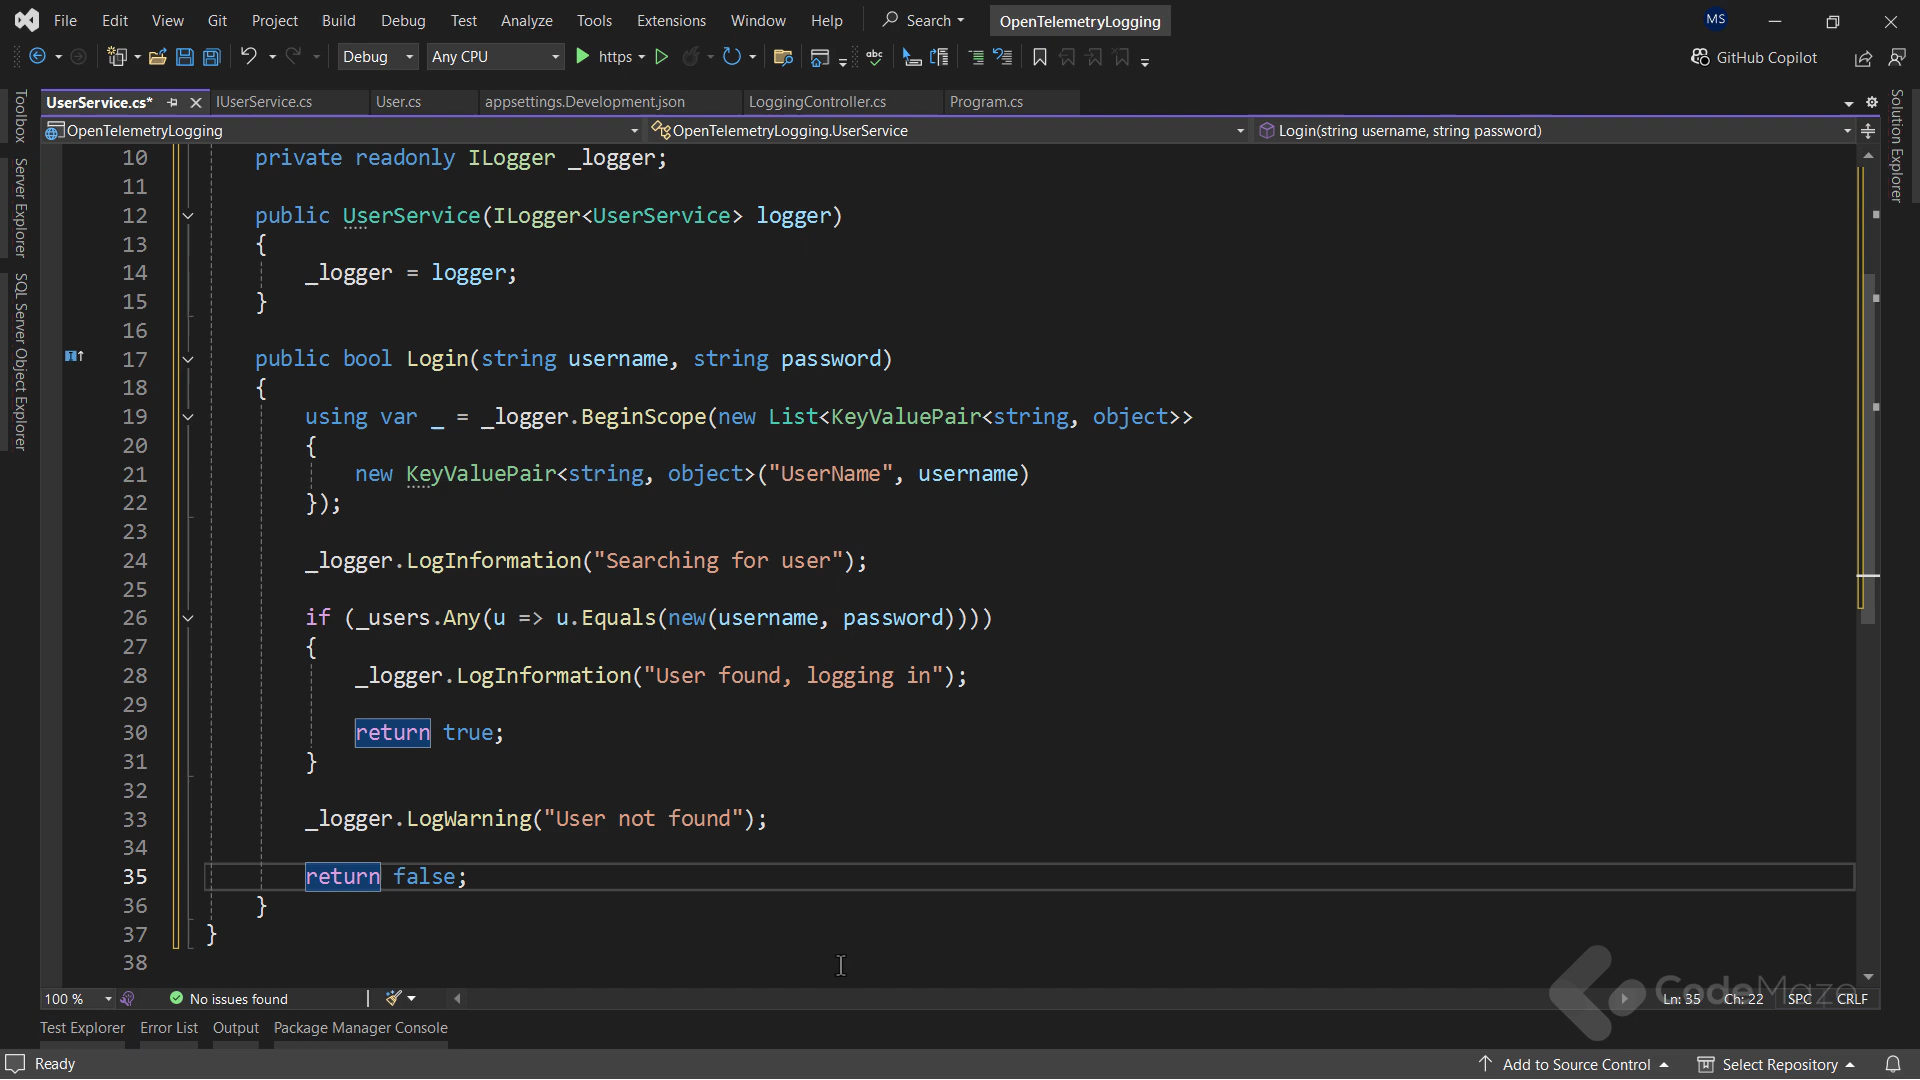 File Edit View Git Project Build Debug Test Analyze Tools Extensions Window Help Search OpenTelemetryLogging MS
Debug Any CPU https GitHub Copilot
UserService.cs* IUserService.cs User.cs appsettings.Development.json LoggingController.cs Program.cs
OpenTelemetryLogging OpenTelemetryLogging.UserService Login(string username, string password)
Toolbox
Server Explorer
SQL Server Object Explorer
Solution Explorer
10 private readonly ILogger _logger;
11
12 public UserService(ILogger<UserService> logger)
13 {
14 _logger = logger;
15 }
16
17 public bool Login(string username, string password)
18 {
19 using var _ = _logger.BeginScope(new List<KeyValuePair<string, object>>
20 {
21 new KeyValuePair<string, object>("UserName", username)
22 });
23
24 _logger.LogInformation("Searching for user");
25
26 if (_users.Any(u => u.Equals(new(username, password))))
27 {
28 _logger.LogInformation("User found, logging in");
29
30 return true;
31 }
32
33 _logger.LogWarning("User not found");
34
35 return false;
36 }
37 }
38
100 % No issues found Ln: 35 Ch: 22 SPC CRLF
CodeMaze
Test Explorer Error List Output Package Manager Console
Ready Add to Source Control Select Repository